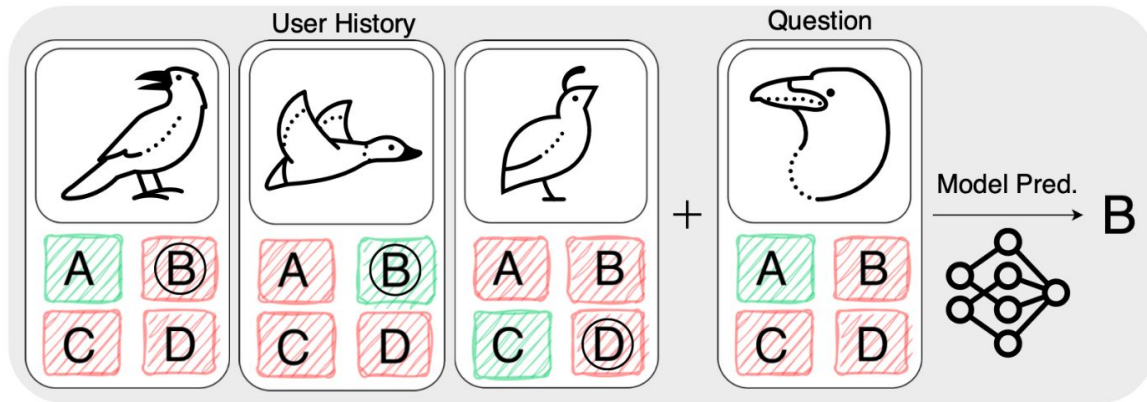 User History
Question
A B
C D
A B
C D
A B
C D
+
A B
C D
Model Pred.
B